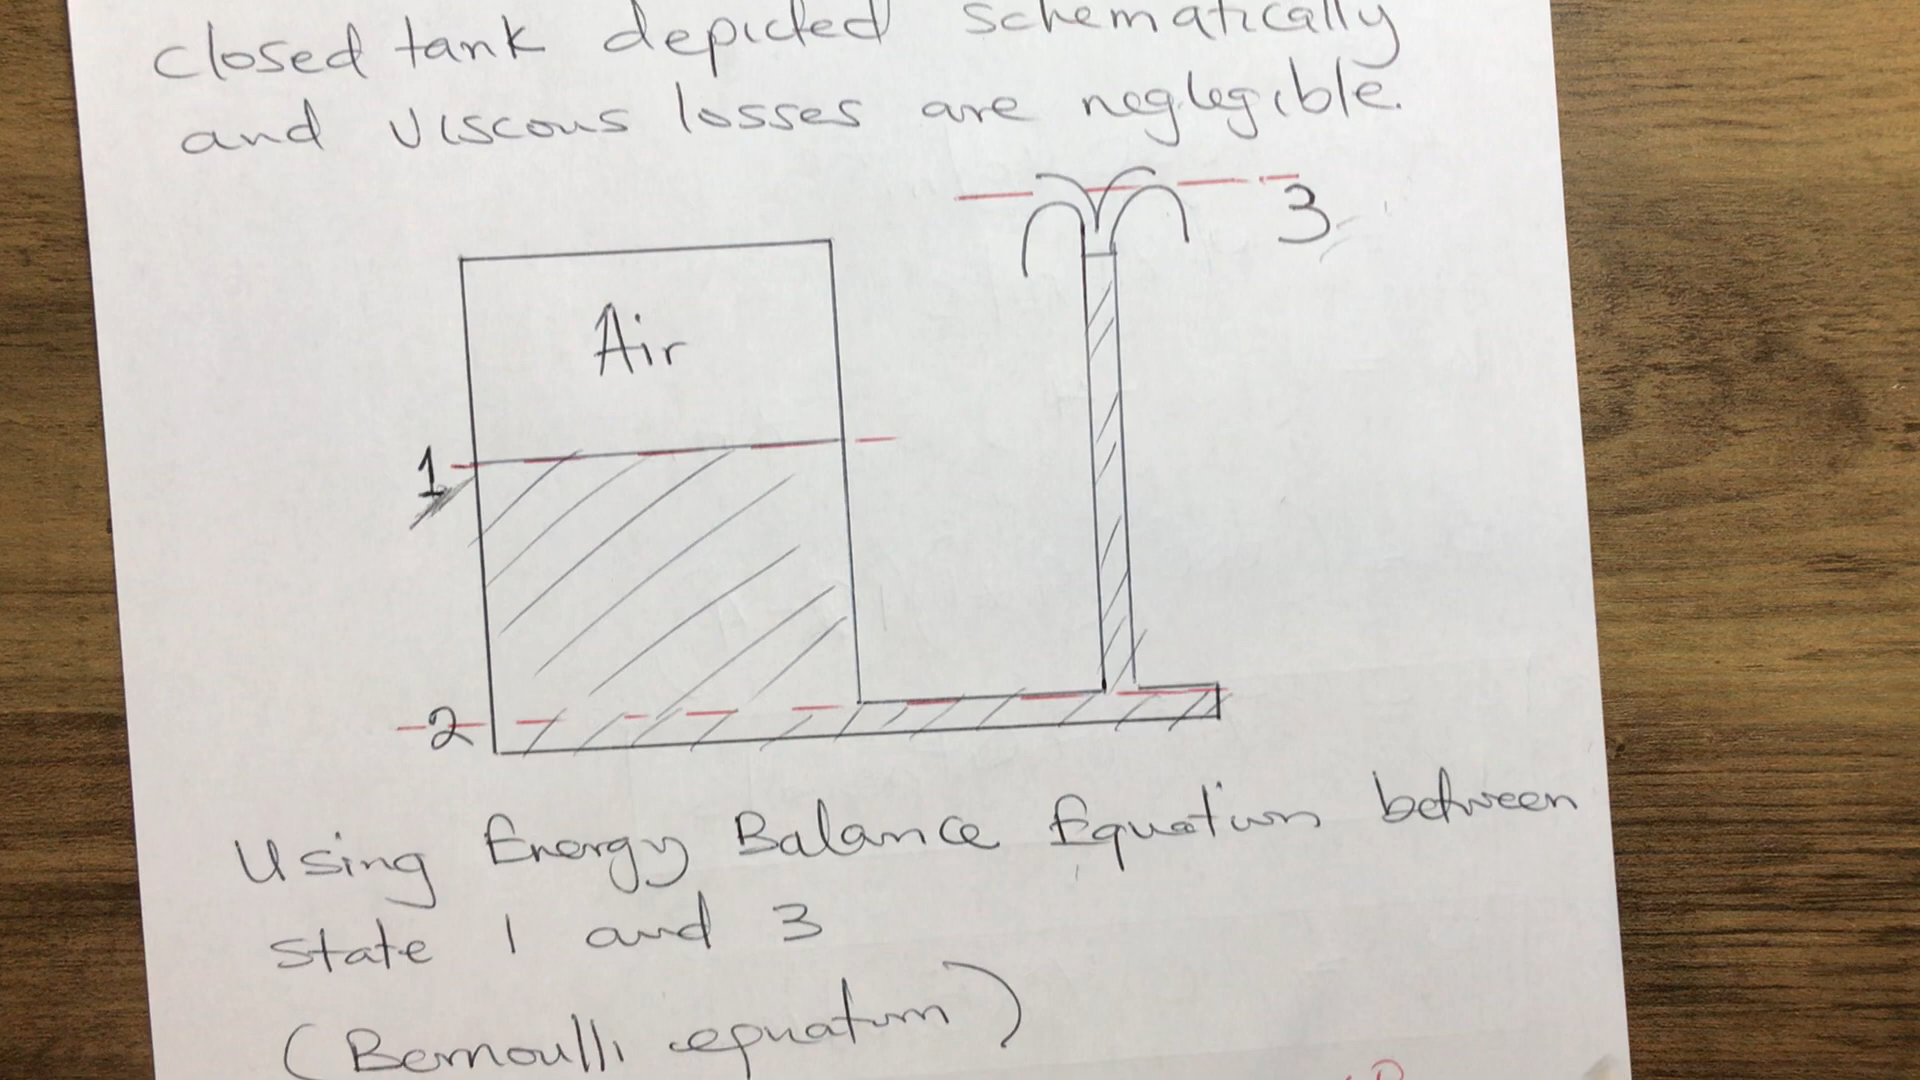 closed tank depicted schematically
and viscous losses are neglegible.
3
Air
1
2
Using Energy Balance Equation between
state 1 and 3
(Bernoulli equation)